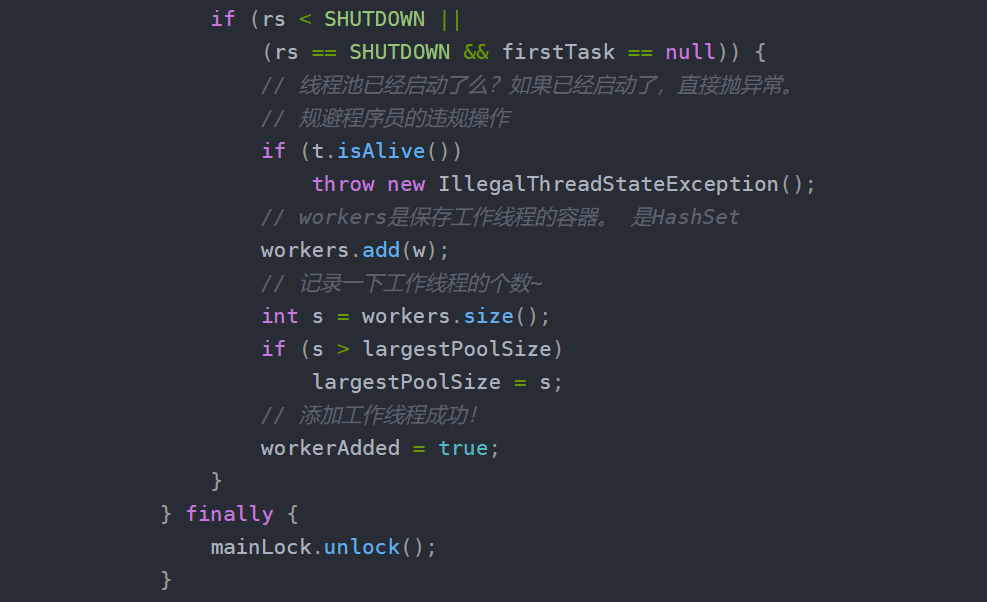 if (rs < SHUTDOWN ||
(rs == SHUTDOWN && firstTask == null)) {
// 线程池已经启动了么？如果已经启动了，直接抛异常。
// 规避程序员的违规操作
if (t.isAlive())
throw new IllegalThreadStateException();
// workers是保存工作线程的容器。 是HashSet
workers.add(w);
// 记录一下工作线程的个数~
int s = workers.size();
if (s > largestPoolSize)
largestPoolSize = s;
// 添加工作线程成功！
workerAdded = true;
}
} finally {
mainLock.unlock();
}